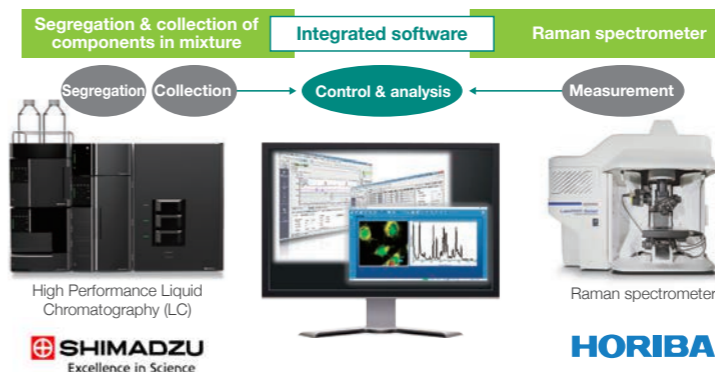 Segregation & collection of
components in mixture
Integrated software
Raman spectrometer
Segregation
Collection
Control & analysis
Measurement
High Performance Liquid
Chromatography (LC)
Raman spectrometer
SHIMADZU
Excellence in Science
HORIBA